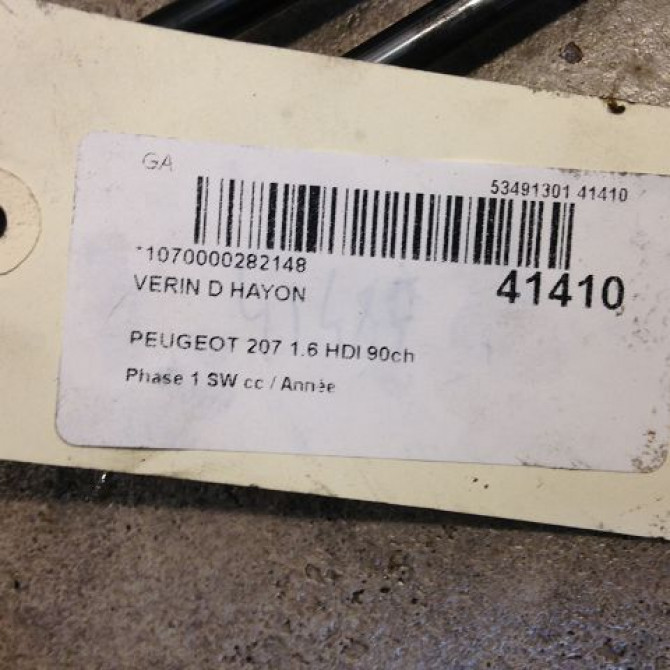 GA
53491301 41410
*1070000282148
VERIN D HAYON
41410
PEUGEOT 207 1.6 HDI 90ch
Phase 1 SW cc / Année